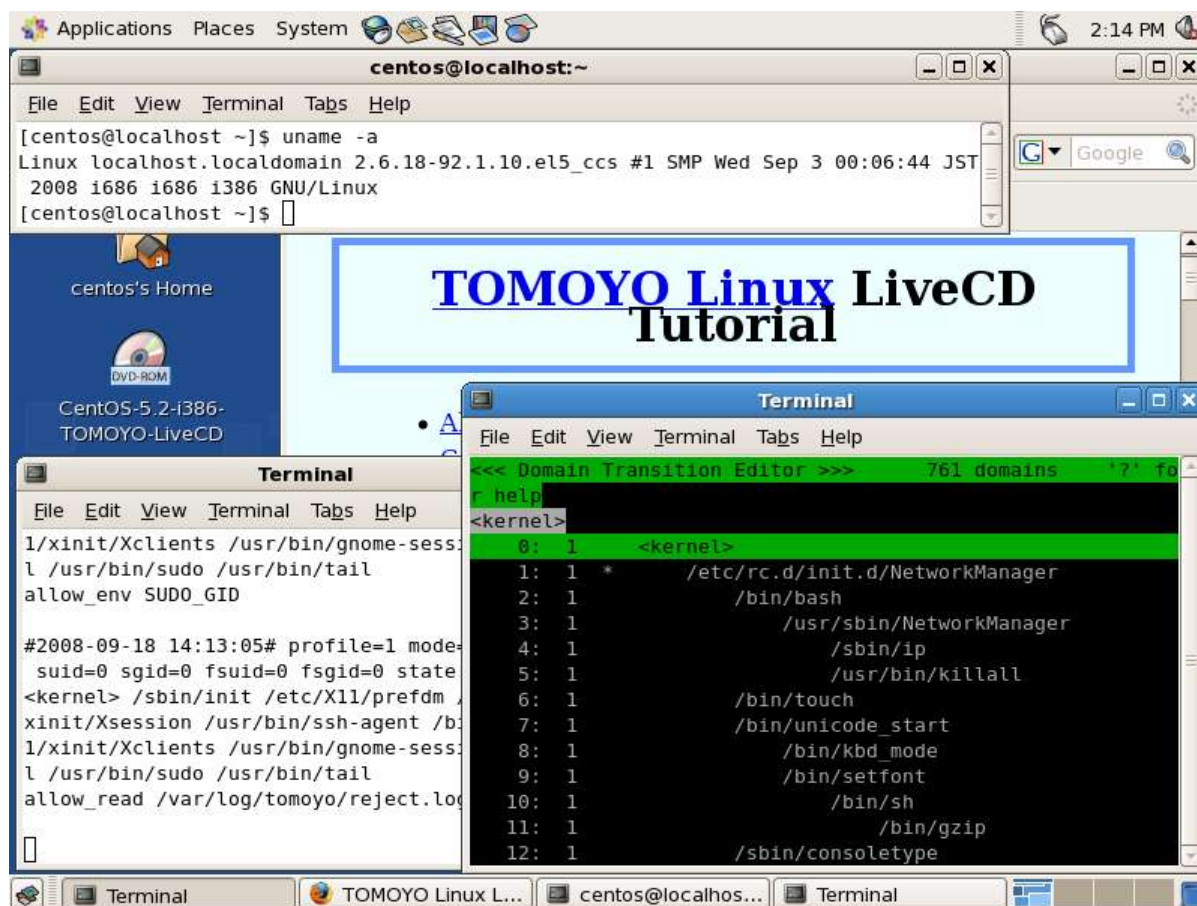 Applications Places System 2:14 PM
centos@localhost:~
File Edit View Terminal Tabs Help
[centos@localhost ~]$ uname -a
Linux localhost.localdomain 2.6.18-92.1.10.el5_ccs #1 SMP Wed Sep 3 00:06:44 JST
2008 i686 i686 i386 GNU/Linux
[centos@localhost ~]$
G Google
centos's Home
DVD-ROM
CentOS-5.2-i386-
TOMOYO-LiveCD
TOMOYO Linux LiveCD
Tutorial
Terminal
File Edit View Terminal Tabs Help
1/xinit/Xclients /usr/bin/gnome-sess
l /usr/bin/sudo /usr/bin/tail
allow_env SUDO_GID
#2008-09-18 14:13:05# profile=1 mode=
suid=0 sgid=0 fsuid=0 fsgid=0 state
<kernel> /sbin/init /etc/X11/prefdm /
xinit/Xsession /usr/bin/ssh-agent /bi
1/xinit/Xclients /usr/bin/gnome-sess
l /usr/bin/sudo /usr/bin/tail
allow_read /var/log/tomoyo/reject.log
Terminal
File Edit View Terminal Tabs Help
<<< Domain Transition Editor >>> 761 domains '?' fo
r help
<kernel>
0: 1 <kernel>
1: 1 * /etc/rc.d/init.d/NetworkManager
2: 1 /bin/bash
3: 1 /usr/sbin/NetworkManager
4: 1 /sbin/ip
5: 1 /usr/bin/killall
6: 1 /bin/touch
7: 1 /bin/unicode_start
8: 1 /bin/kbd_mode
9: 1 /bin/setfont
10: 1 /bin/sh
11: 1 /bin/gzip
12: 1 /sbin/consoletype
Terminal
TOMOYO Linux L...
centos@localhos...
Terminal